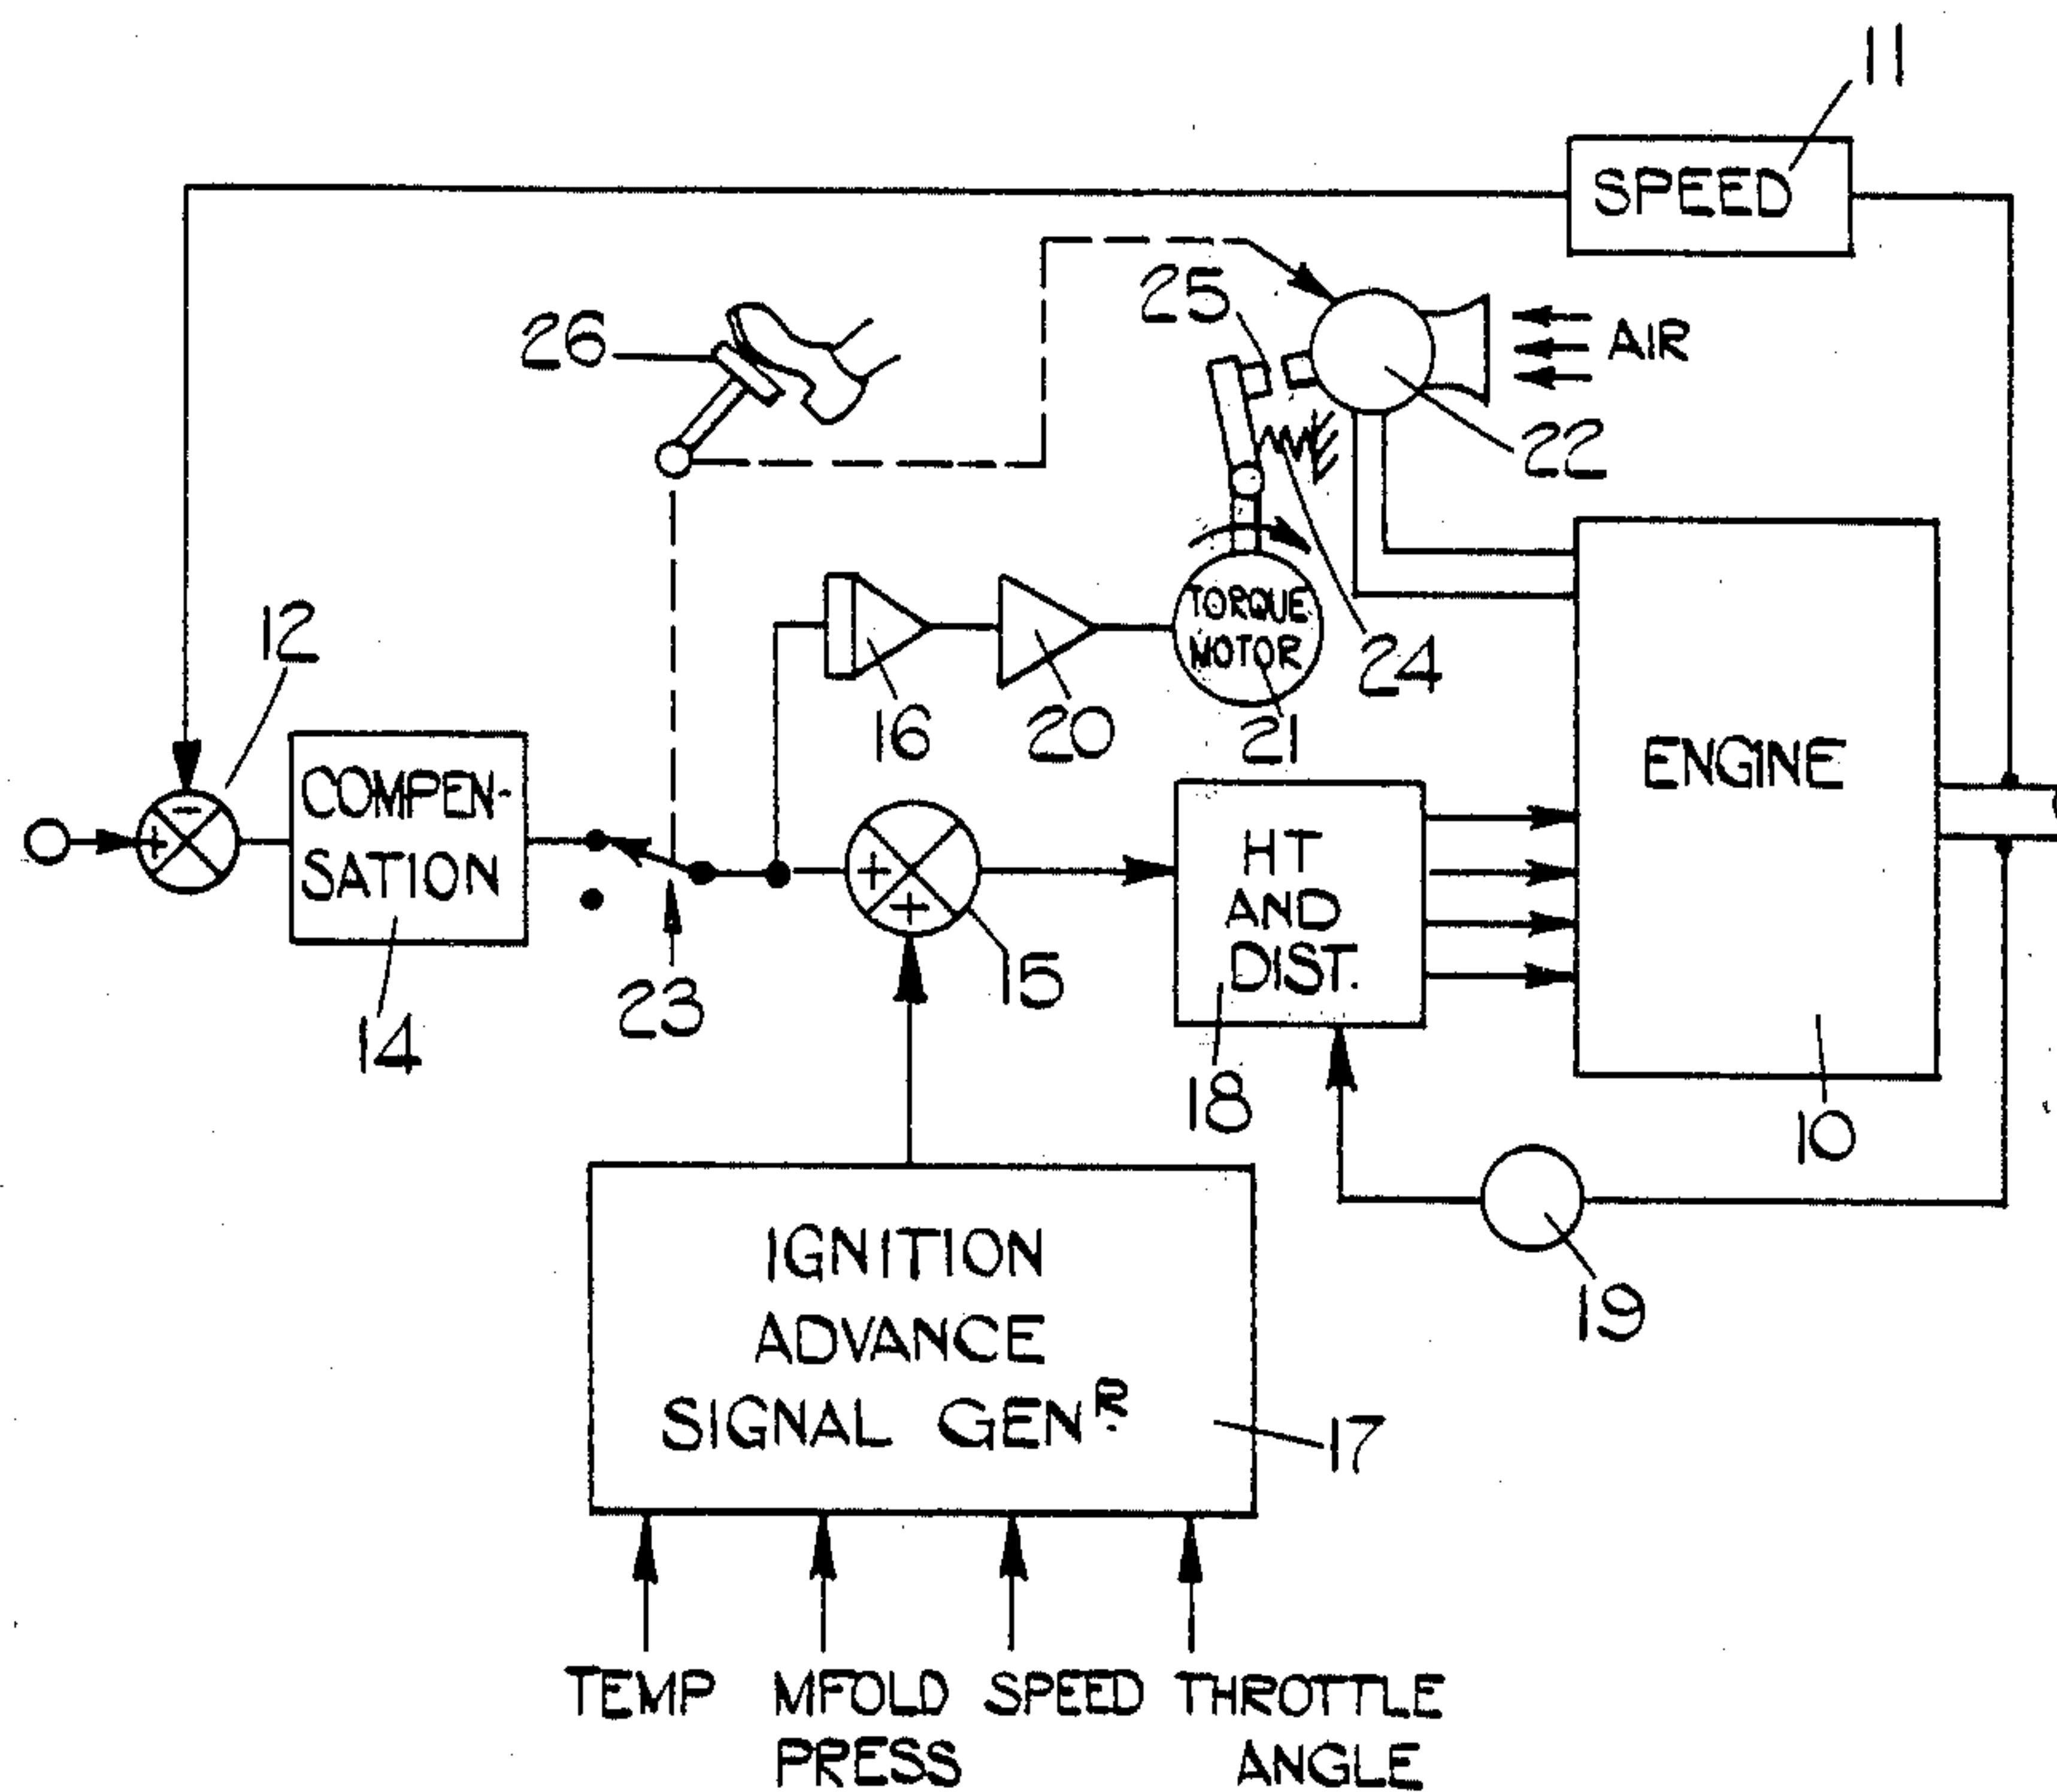 11
SPEED
25
AIR
26
22
12
TORQUE
MOTOR
24
16
20
21
ENGINE
COMPEN-
SATION
-
+
+
+
HT
AND
DIST.
15
23
14
18
10
IGNITION
ADVANCE
SIGNAL GENR.
17
19
TEMP
MFOLD
PRESS
SPEED
THROTTLE
ANGLE